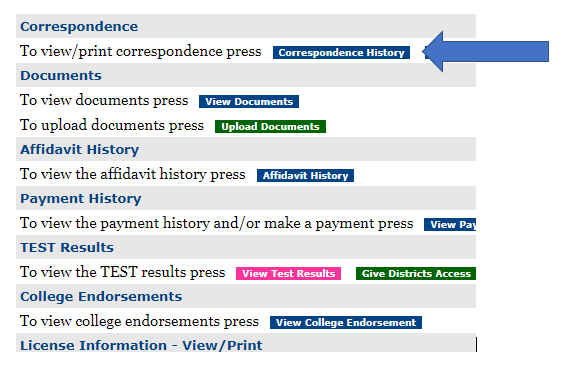 Correspondence
To view/print correspondence press Correspondence History
Documents
To view documents press View Documents
To upload documents press Upload Documents
Affidavit History
To view the affidavit history press Affidavit History
Payment History
To view the payment history and/or make a payment press View Pay
TEST Results
To view the TEST results press View Test Results Give Districts Access
College Endorsements
To view college endorsements press View College Endorsement
License Information - View/Print